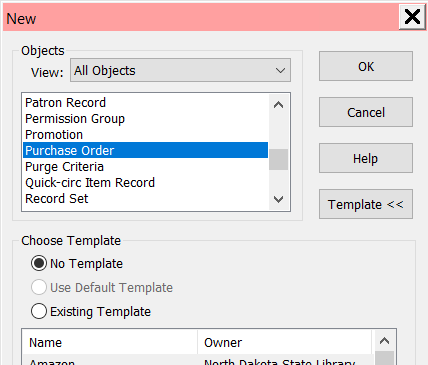 New
Objects
View: All Objects
OK
Patron Record
Permission Group
Promotion
Purchase Order
Purge Criteria
Quick-circ Item Record
Record Set
Cancel
Help
Template <<
Choose Template
No Template
Use Default Template
Existing Template
Name Owner
Amazon North Dakota State Library